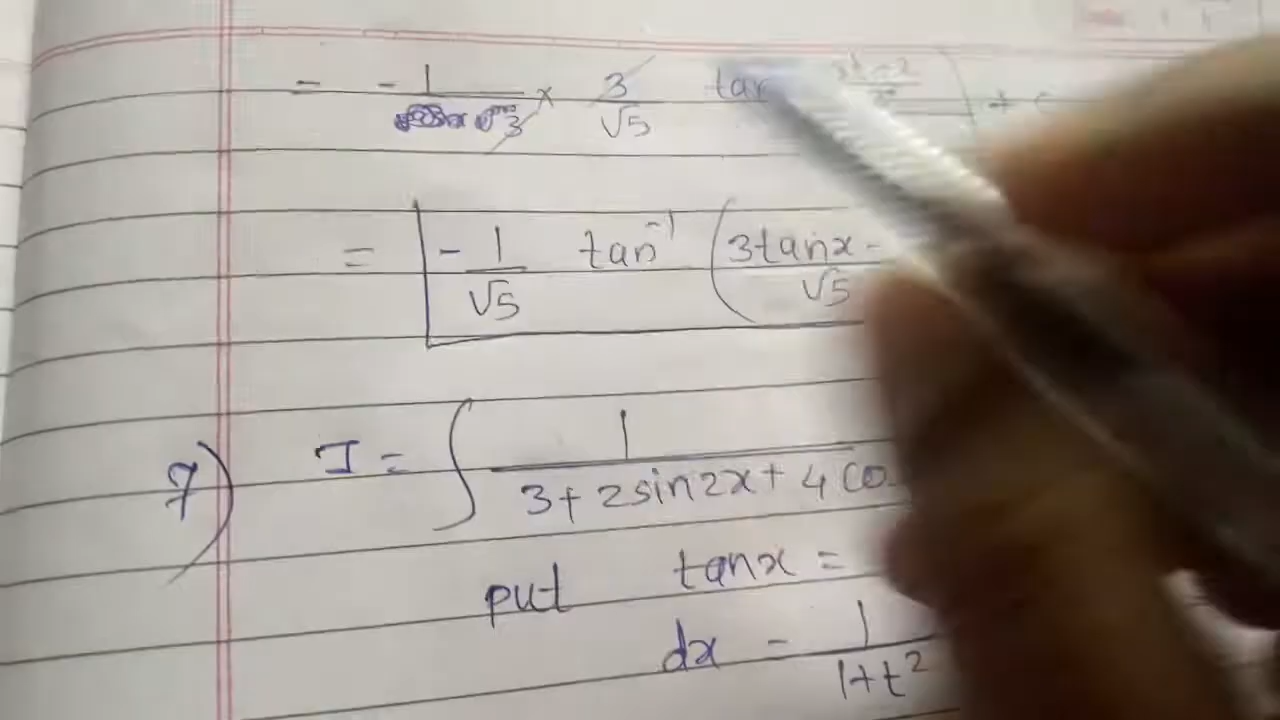 = - 1/3 × 3/√5 tan
= - 1/√5 tan⁻¹ (3tanx - /√5
7) I = ∫ 1/3+2sin2x+4co
put tanx =
dx = 1/1+t²